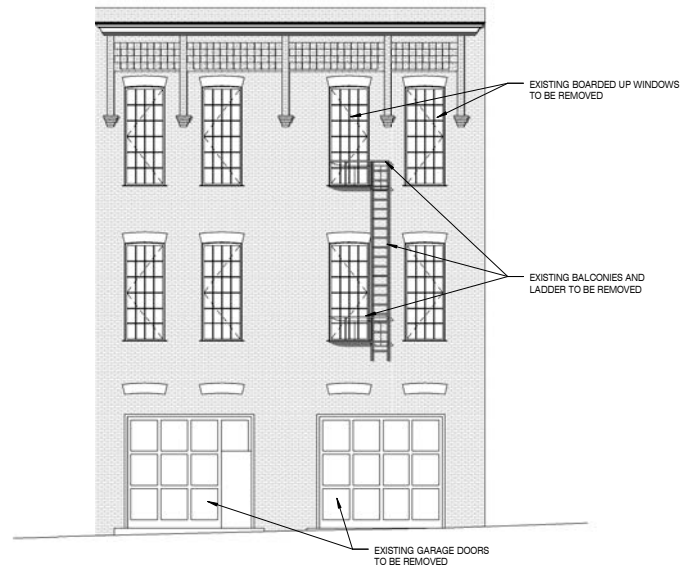 EXISTING BOARDED UP WINDOWS
TO BE REMOVED
EXISTING BALCONIES AND
LADDER TO BE REMOVED
EXISTING GARAGE DOORS
TO BE REMOVED